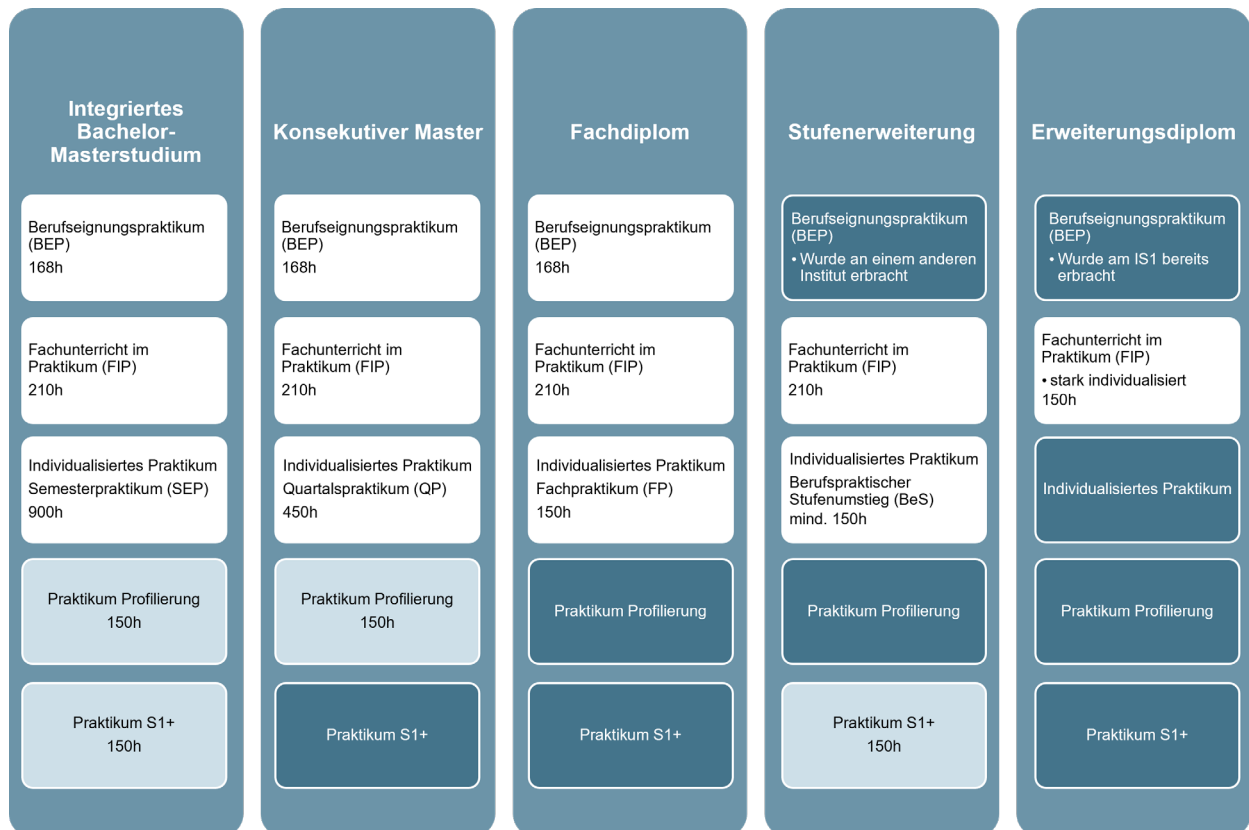 Integriertes
Bachelor-
Masterstudium
Berufseignungspraktikum
(BEP)
168h
Fachunterricht im
Praktikum (FIP)
210h
Individualisiertes Praktikum
Semesterpraktikum (SEP)
900h
Praktikum Profilierung
150h
Praktikum S1+
150h
Konsekutiver Master
Berufseignungspraktikum
(BEP)
168h
Fachunterricht im
Praktikum (FIP)
210h
Individualisiertes Praktikum
Quartalspraktikum (QP)
450h
Praktikum Profilierung
150h
Praktikum S1+
Fachdiplom
Berufseignungspraktikum
(BEP)
168h
Fachunterricht im
Praktikum (FIP)
210h
Individualisiertes Praktikum
Fachpraktikum (FP)
150h
Praktikum Profilierung
Praktikum S1+
Stufenerweiterung
Berufseignungspraktikum
(BEP)
• Wurde an einem anderen
Institut erbracht
Fachunterricht im
Praktikum (FIP)
210h
Individualisiertes Praktikum
Berufspraktischer
Stufenumstieg (BeS)
mind. 150h
Praktikum Profilierung
Praktikum S1+
150h
Erweiterungsdiplom
Berufseignungspraktikum
(BEP)
• Wurde am IS1 bereits
erbracht
Fachunterricht im
Praktikum (FIP)
• stark individualisiert
150h
Individualisiertes Praktikum
Praktikum Profilierung
Praktikum S1+